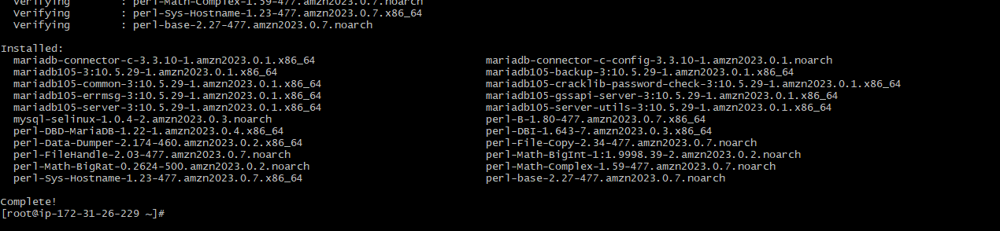 Verifying : perl-Math-Complex-1.59-477.amzn2023.0.7.noarch
Verifying : perl-Sys-Hostname-1.23-477.amzn2023.0.7.x86_64
Verifying : perl-base-2.27-477.amzn2023.0.7.noarch
Installed:
mariadb-connector-c-3.3.10-1.amzn2023.0.1.x86_64 mariadb-connector-c-config-3.3.10-1.amzn2023.0.1.noarch
mariadb105-3:10.5.29-1.amzn2023.0.1.x86_64 mariadb105-backup-3:10.5.29-1.amzn2023.0.1.x86_64
mariadb105-common-3:10.5.29-1.amzn2023.0.1.x86_64 mariadb105-cracklib-password-check-3:10.5.29-1.amzn2023.0.1.x86_64
mariadb105-errmsg-3:10.5.29-1.amzn2023.0.1.x86_64 mariadb105-gssapi-server-3:10.5.29-1.amzn2023.0.1.x86_64
mariadb105-server-3:10.5.29-1.amzn2023.0.1.x86_64 mariadb105-server-utils-3:10.5.29-1.amzn2023.0.1.x86_64
mysql-selinux-1.0.4-2.amzn2023.0.3.noarch perl-B-1.80-477.amzn2023.0.7.x86_64
perl-DBD-MariaDB-1.22-1.amzn2023.0.4.x86_64 perl-DBI-1.643-7.amzn2023.0.3.x86_64
perl-Data-Dumper-2.174-460.amzn2023.0.2.x86_64 perl-File-Copy-2.34-477.amzn2023.0.7.noarch
perl-FileHandle-2.03-477.amzn2023.0.7.noarch perl-Math-BigInt-1:1.9998.39-2.amzn2023.0.2.noarch
perl-Math-BigRat-0.2624-500.amzn2023.0.2.noarch perl-Math-Complex-1.59-477.amzn2023.0.7.noarch
perl-Sys-Hostname-1.23-477.amzn2023.0.7.x86_64 perl-base-2.27-477.amzn2023.0.7.noarch
Complete!
[root@ip-172-31-26-229 ~]#